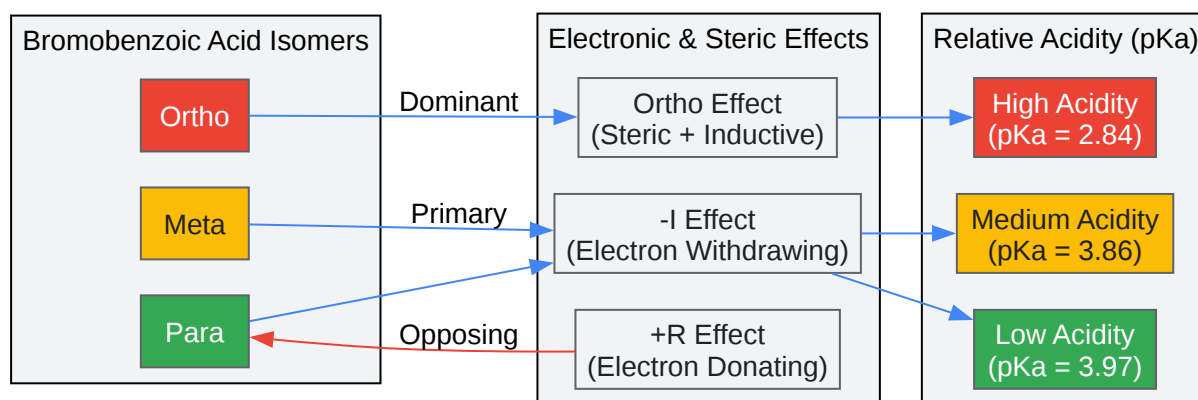 Bromobenzoic Acid Isomers
Ortho
Meta
Para
Dominant
Primary
Opposing
Electronic & Steric Effects
Ortho Effect
(Steric + Inductive)
-I Effect
(Electron Withdrawing)
+R Effect
(Electron Donating)
Relative Acidity (pKa)
High Acidity
(pKa = 2.84)
Medium Acidity
(pKa = 3.86)
Low Acidity
(pKa = 3.97)